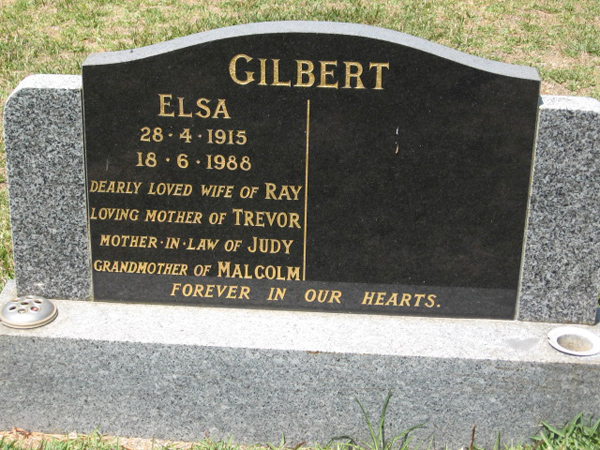 GILBERT
ELSA
28·4·1915
18·6·1988
DEARLY LOVED WIFE OF RAY
LOVING MOTHER OF TREVOR
MOTHER·IN·LAW OF JUDY
GRANDMOTHER OF MALCOLM
FOREVER IN OUR HEARTS.